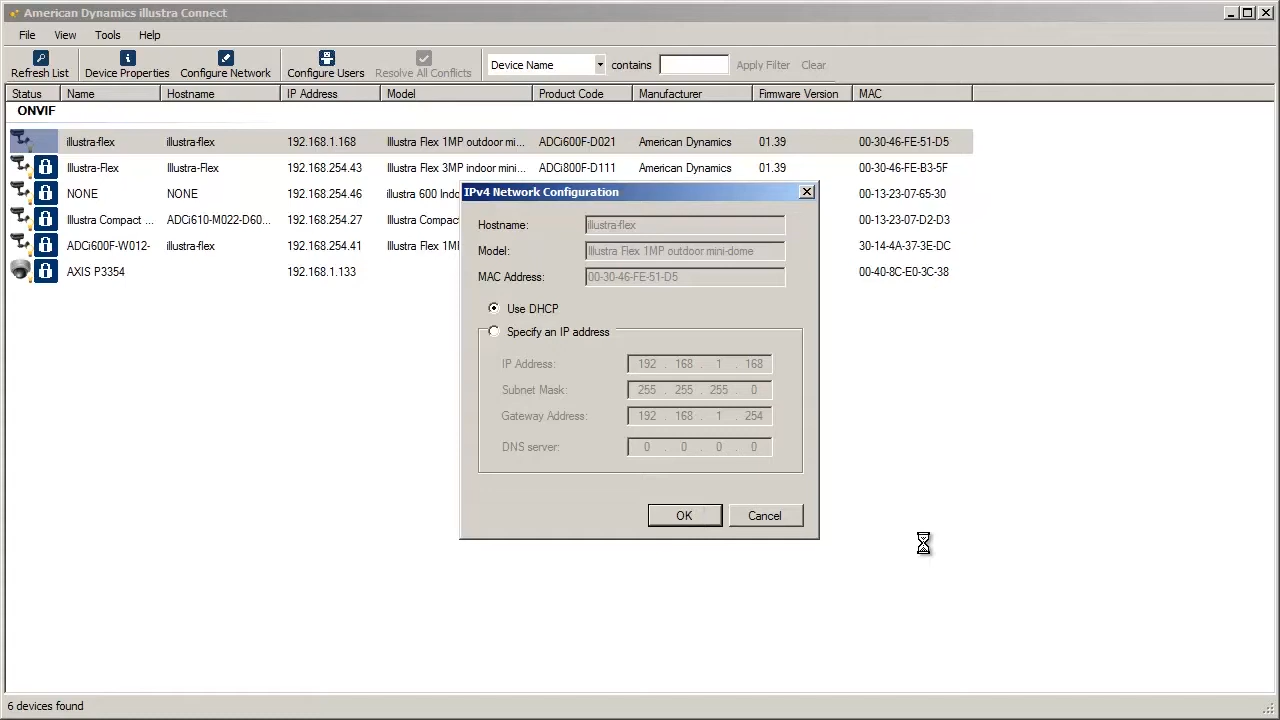 American Dynamics illustra Connect
File View Tools Help
Refresh List Device Properties Configure Network Configure Users Resolve All Conflicts Device Name contains Apply Filter Clear
Status Name Hostname IP Address Model Product Code Manufacturer Firmware Version MAC
ONVIF
illustra-flex illustra-flex 192.168.1.168 Illustra Flex 1MP outdoor mi... ADCi600F-D021 American Dynamics 01.39 00-30-46-FE-51-D5
Illustra-Flex Illustra-Flex 192.168.254.43 Illustra Flex 3MP indoor mini... ADCi800F-D111 American Dynamics 01.39 00-30-46-FE-B3-5F
NONE NONE 192.168.254.46 illustra 600 Indo 00-13-23-07-65-30
Illustra Compact ... ADCi610-M022-D60... 192.168.254.27 Illustra Compact 00-13-23-07-D2-D3
ADCi600F-W012- illustra-flex 192.168.254.41 Illustra Flex 1M 30-14-4A-37-3E-DC
AXIS P3354 192.168.1.133 00-40-8C-E0-3C-38
IPv4 Network Configuration
Hostname: illustra-flex
Model: Illustra Flex 1MP outdoor mini-dome
MAC Address: 00-30-46-FE-51-D5
Use DHCP
Specify an IP address
IP Address: 192 . 168 . 1 . 168
Subnet Mask: 255 . 255 . 255 . 0
Gateway Address: 192 . 168 . 1 . 254
DNS server: 0 . 0 . 0 . 0
OK Cancel
6 devices found